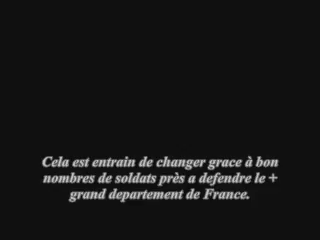 Cela est entrain de changer grace à bon
nombres de soldats près a defendre le +
grand departement de France.